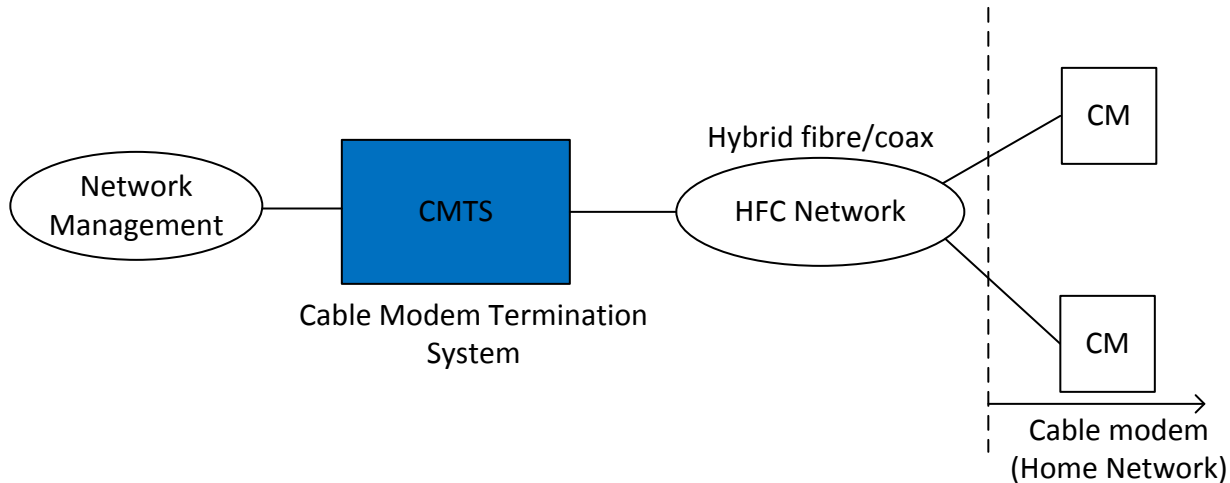 Network
Management
CMTS
Cable Modem Termination
System
Hybrid fibre/coax
HFC Network
CM
CM
Cable modem
(Home Network)